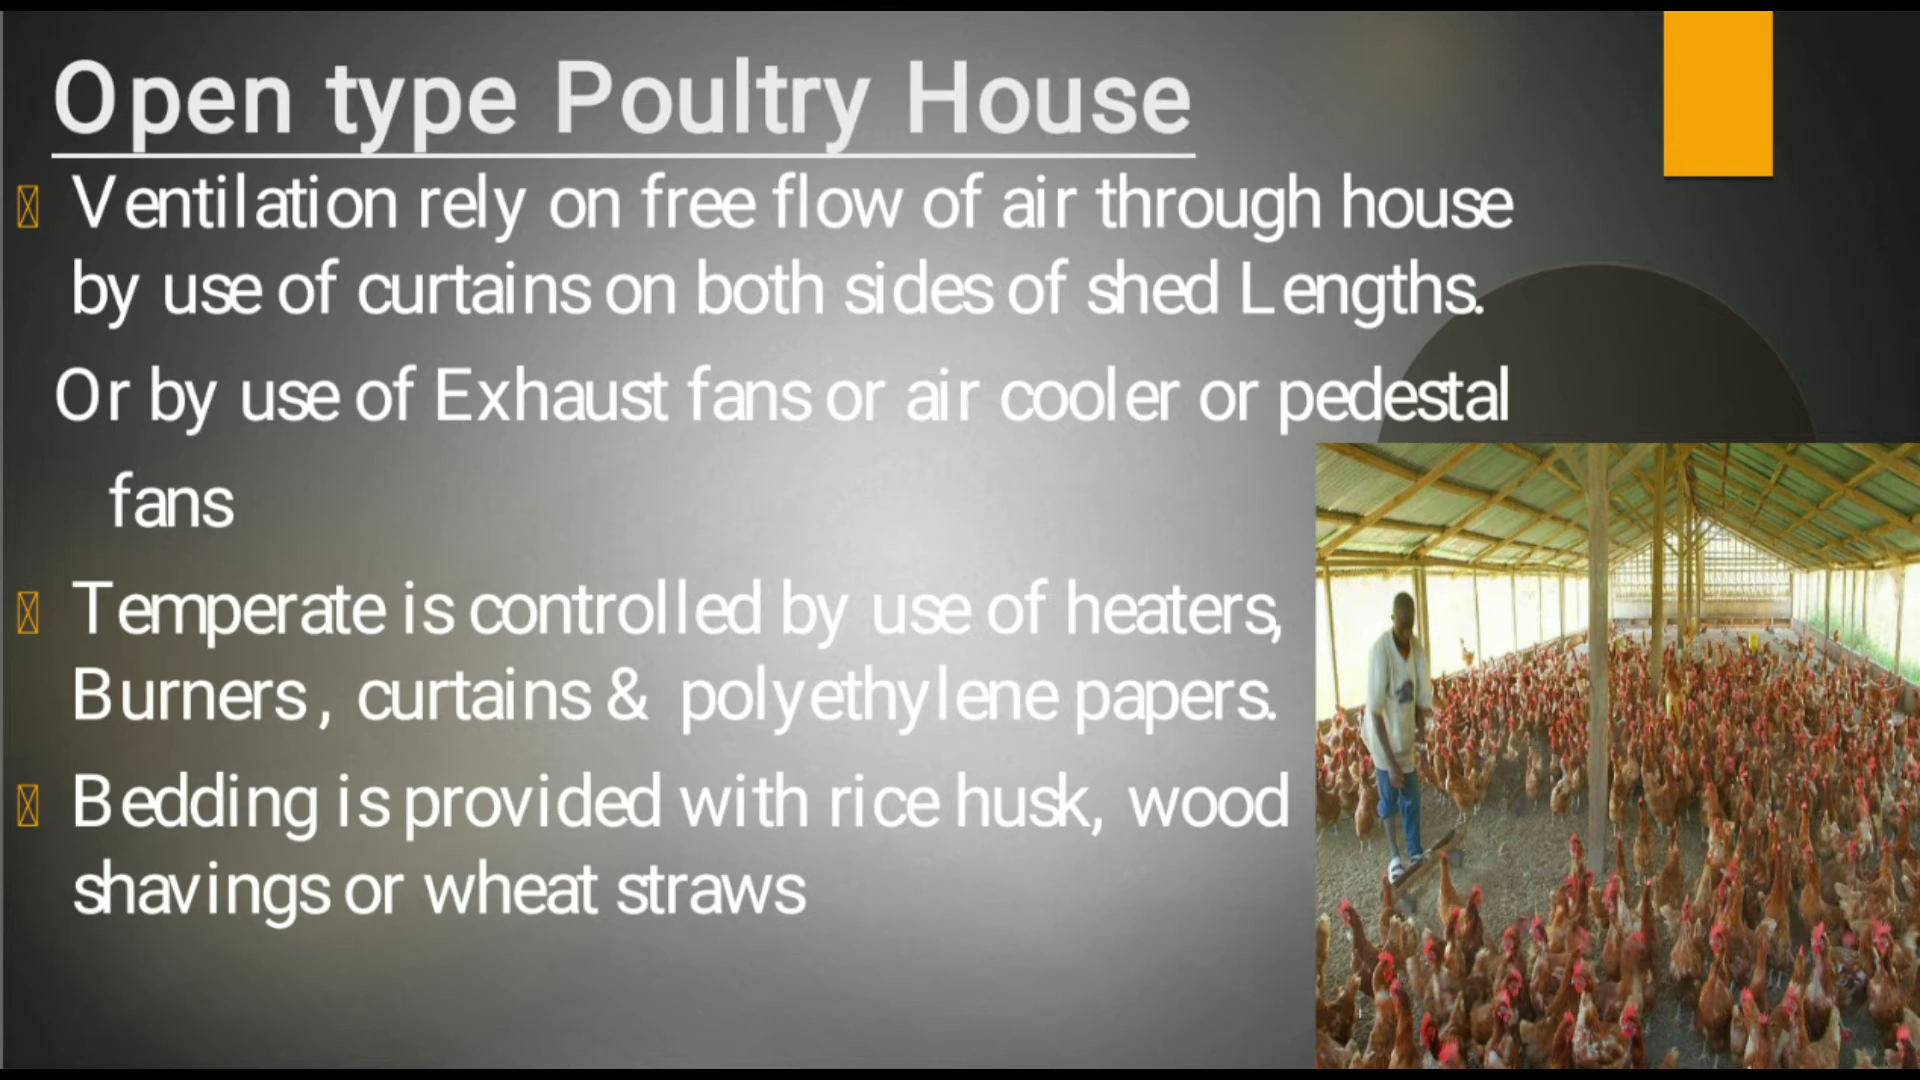 Open type Poultry House
Ventilation rely on free flow of air through house
by use of curtains on both sides of shed Lengths.
Or by use of Exhaust fans or air cooler or pedestal
fans
Temperate is controlled by use of heaters,
Burners, curtains & polyethylene papers.
Bedding is provided with rice husk, wood
shavings or wheat straws